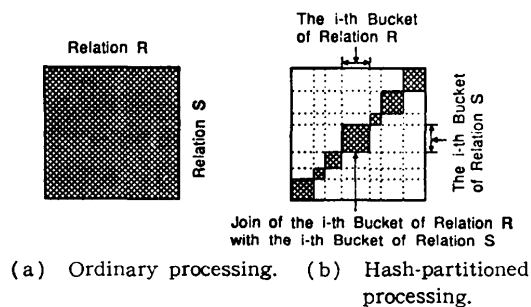 Relation R
Relation S
The i-th Bucket
of Relation R
The i-th Bucket
of Relation S
Join of the i-th Bucket of Relation R
with the i-th Bucket of Relation S
(a) Ordinary processing.
(b) Hash-partitioned
processing.